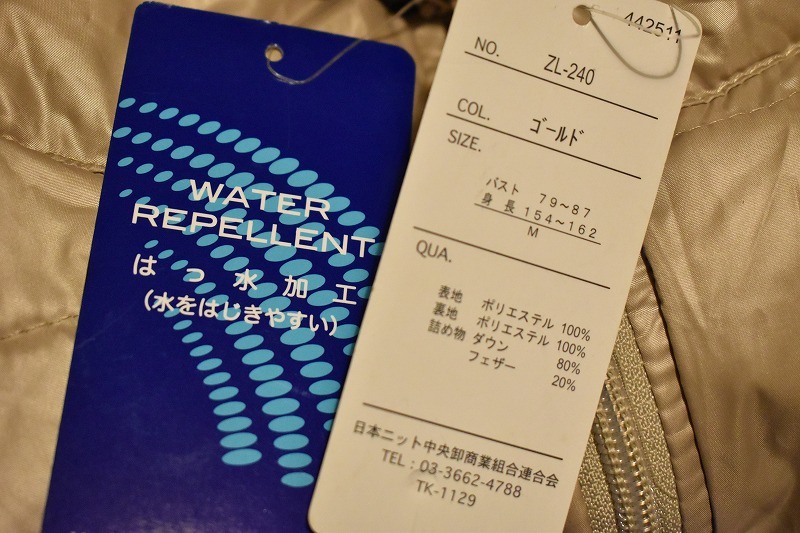 WATER
REPELLENT
はっ水加工
(水をはじきやすい)
442511
NO. ZL-240
COL. ゴールド
SIZE.
バスト 79～87
身長 154～162
M
QUA.
表地 ポリエステル 100%
裏地 ポリエステル 100%
詰め物 ダウン 80%
フェザー 20%
日本ニット中央卸商業組合連合会
TEL:03-3662-4788
TK-1129